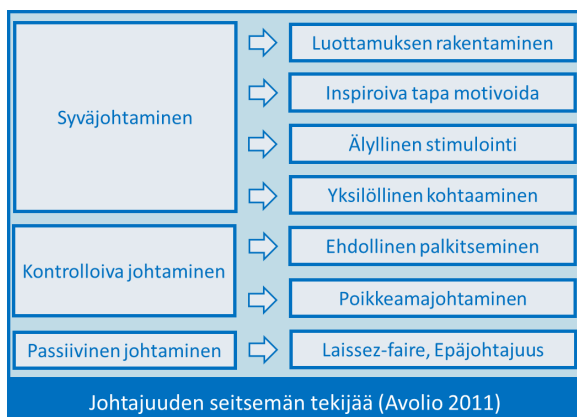 Syväjohtaminen
Luottamuksen rakentaminen
Inspiroiva tapa motivoida
Älyllinen stimulointi
Yksilöllinen kohtaaminen
Kontrolloiva johtaminen
Ehdollinen palkitseminen
Poikkeamajohtaminen
Passiivinen johtaminen
Laissez-faire, Epäjohtajuus
Johtajuuden seitsemän tekijää (Avolio 2011)